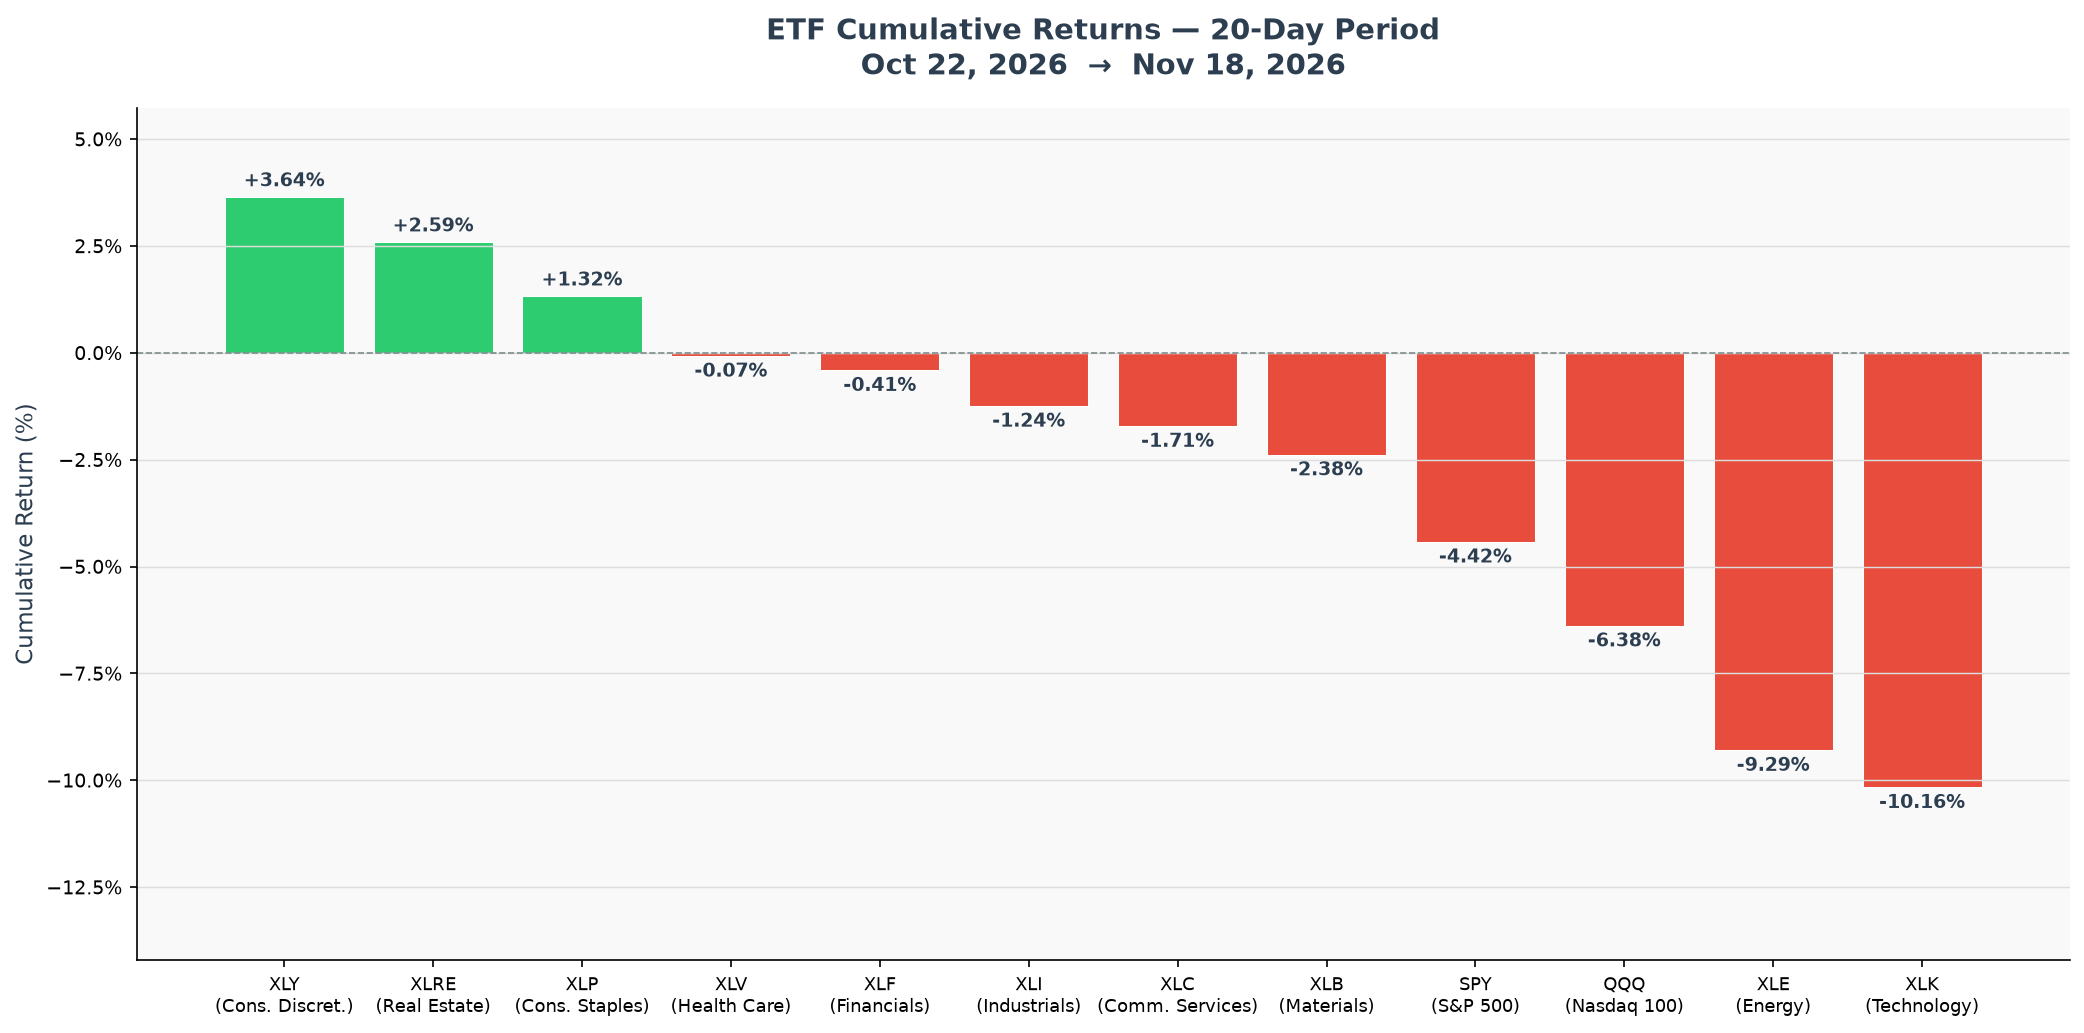 ETF Cumulative Returns — 20-Day Period
Oct 22, 2026 → Nov 18, 2026
Cumulative Return (%)
5.0%
2.5%
0.0%
−2.5%
−5.0%
−7.5%
−10.0%
−12.5%
+3.64%
+2.59%
+1.32%
-0.07%
-0.41%
-1.24%
-1.71%
-2.38%
-4.42%
-6.38%
-9.29%
-10.16%
XLY
(Cons. Discret.)
XLRE
(Real Estate)
XLP
(Cons. Staples)
XLV
(Health Care)
XLF
(Financials)
XLI
(Industrials)
XLC
(Comm. Services)
XLB
(Materials)
SPY
(S&P 500)
QQQ
(Nasdaq 100)
XLE
(Energy)
XLK
(Technology)